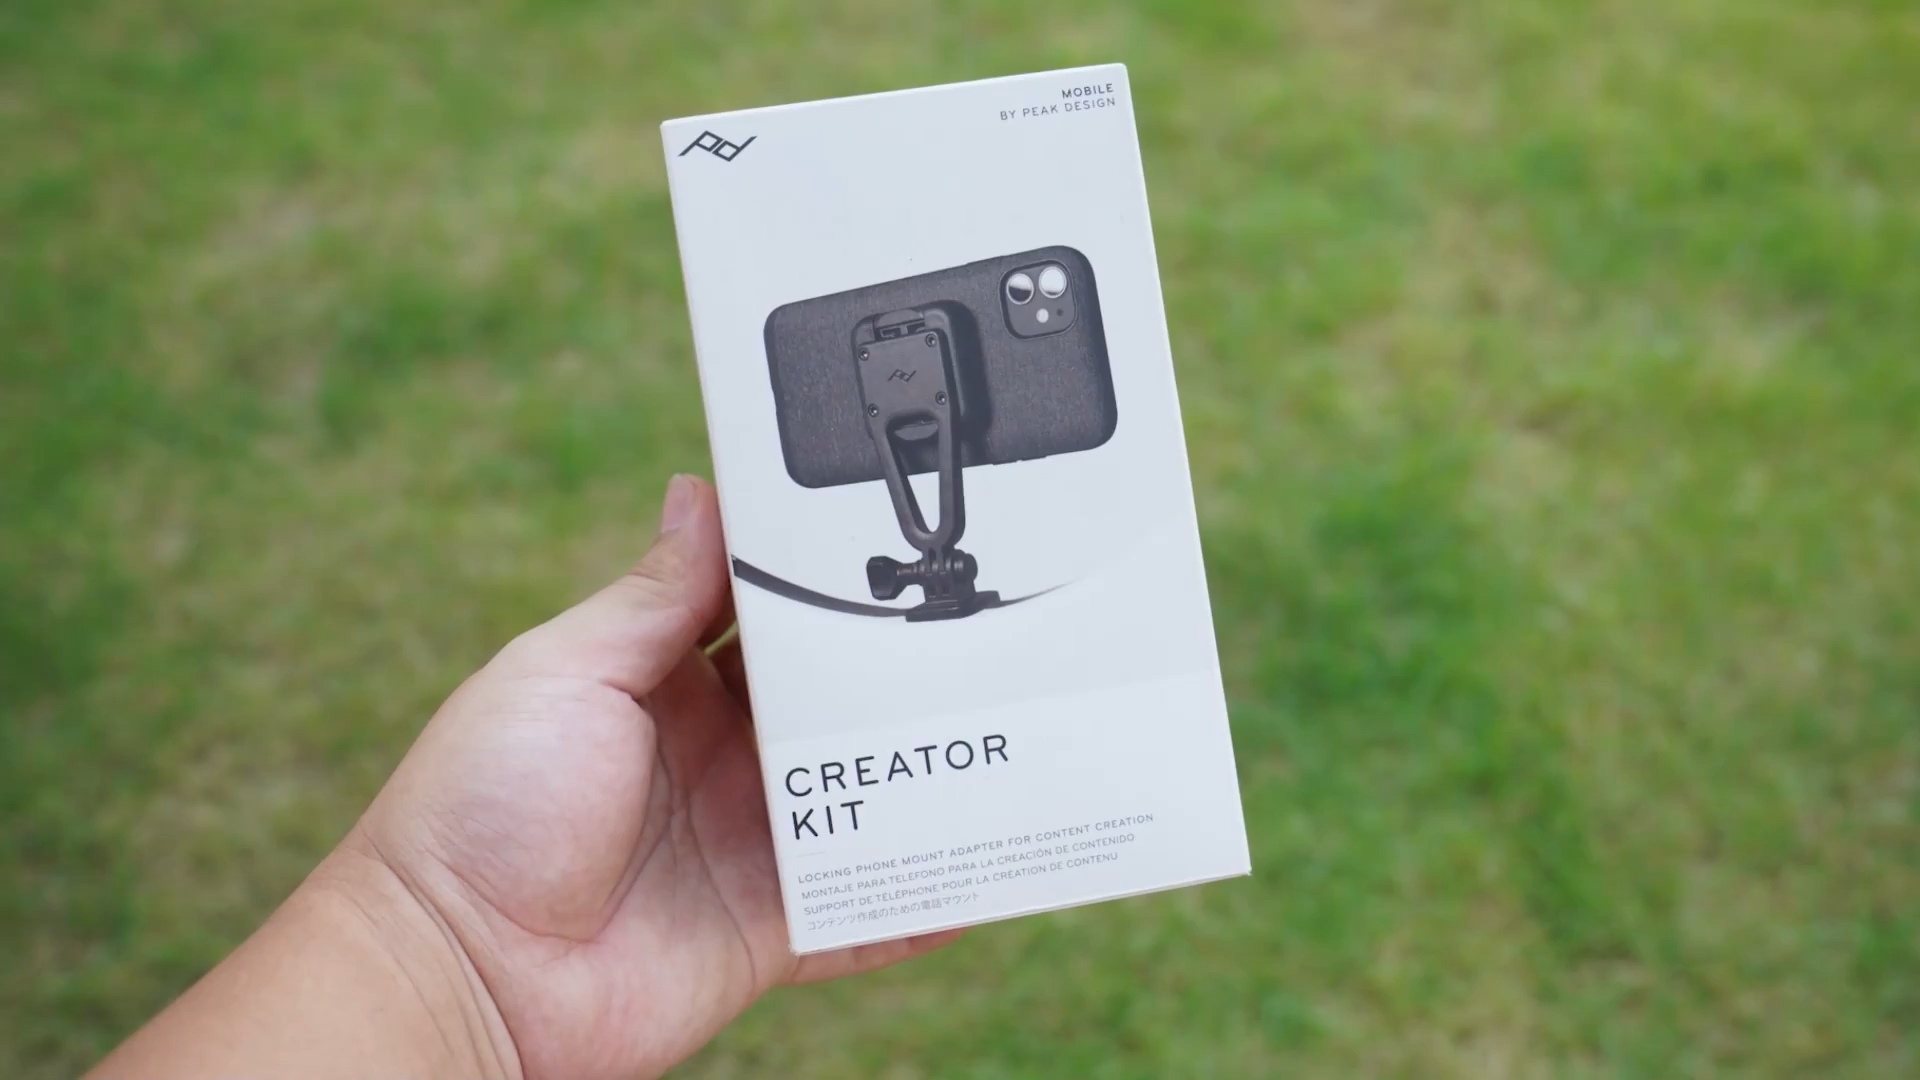 pd
MOBILE
BY PEAK DESIGN
pd
CREATOR
KIT
LOCKING PHONE MOUNT ADAPTER FOR CONTENT CREATION
MONTAJE PARA TELÉFONO PARA LA CREACIÓN DE CONTENIDO
SUPPORT DE TÉLÉPHONE POUR LA CRÉATION DE CONTENU
コンテンツ作成のための電話マウント